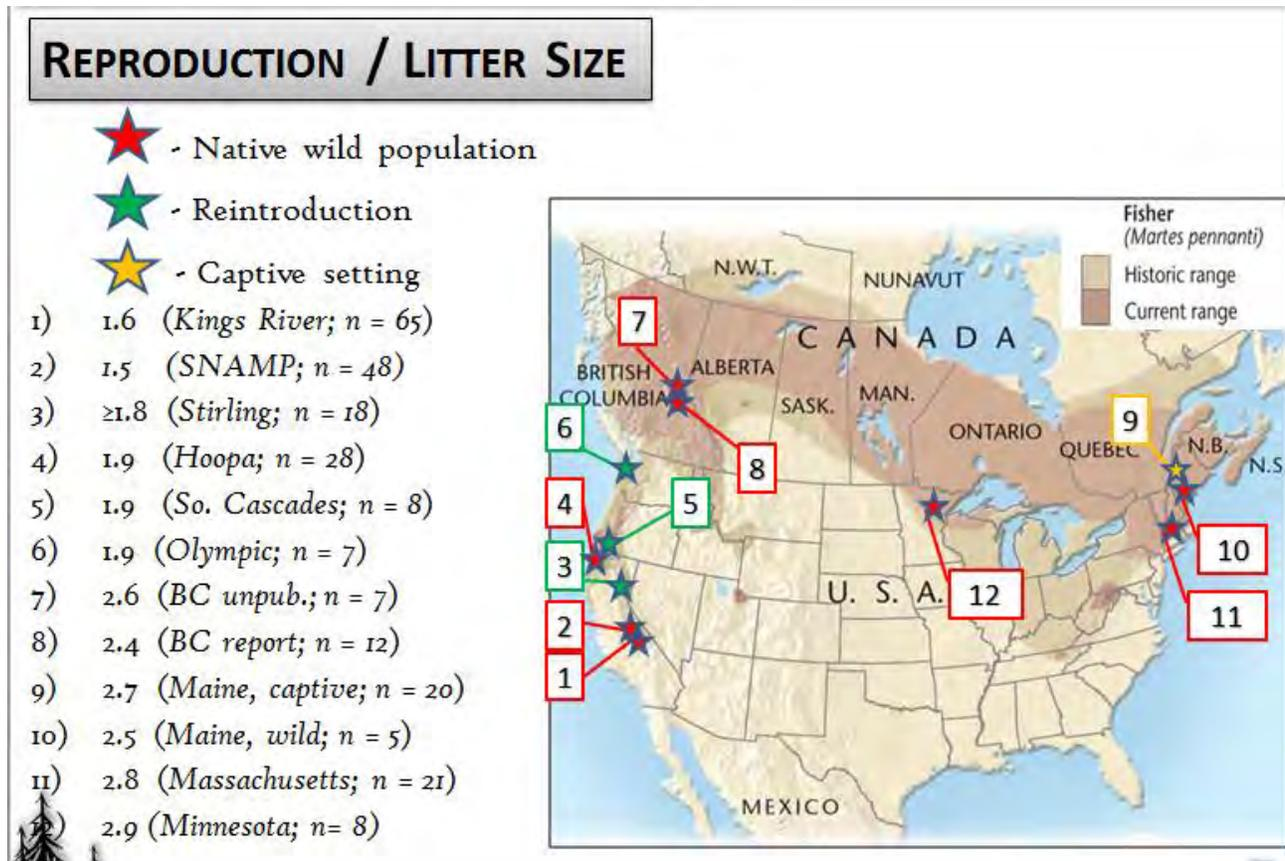 REPRODUCTION / LITTER SIZE
- Native wild population
- Reintroduction
- Captive setting
1) 1.6 (Kings River; n = 65)
2) 1.5 (SNAMP; n = 48)
3) ≥1.8 (Stirling; n = 18)
4) 1.9 (Hoopa; n = 28)
5) 1.9 (So. Cascades; n = 8)
6) 1.9 (Olympic; n = 7)
7) 2.6 (BC unpub.; n = 7)
8) 2.4 (BC report; n = 12)
9) 2.7 (Maine, captive; n = 20)
10) 2.5 (Maine, wild; n = 5)
11) 2.8 (Massachusetts; n = 21)
12) 2.9 (Minnesota; n= 8)
Fisher
(Martes pennanti)
Historic range
Current range
N.W.T.
NUNAVUT
CANADA
7
BRITISH
COLUMBIA
ALBERTA
SASK.
MAN.
ONTARIO
QUEBEC
9
N.B.
N.S
6
8
4
5
3
U. S. A.
12
10
2
11
1
MEXICO